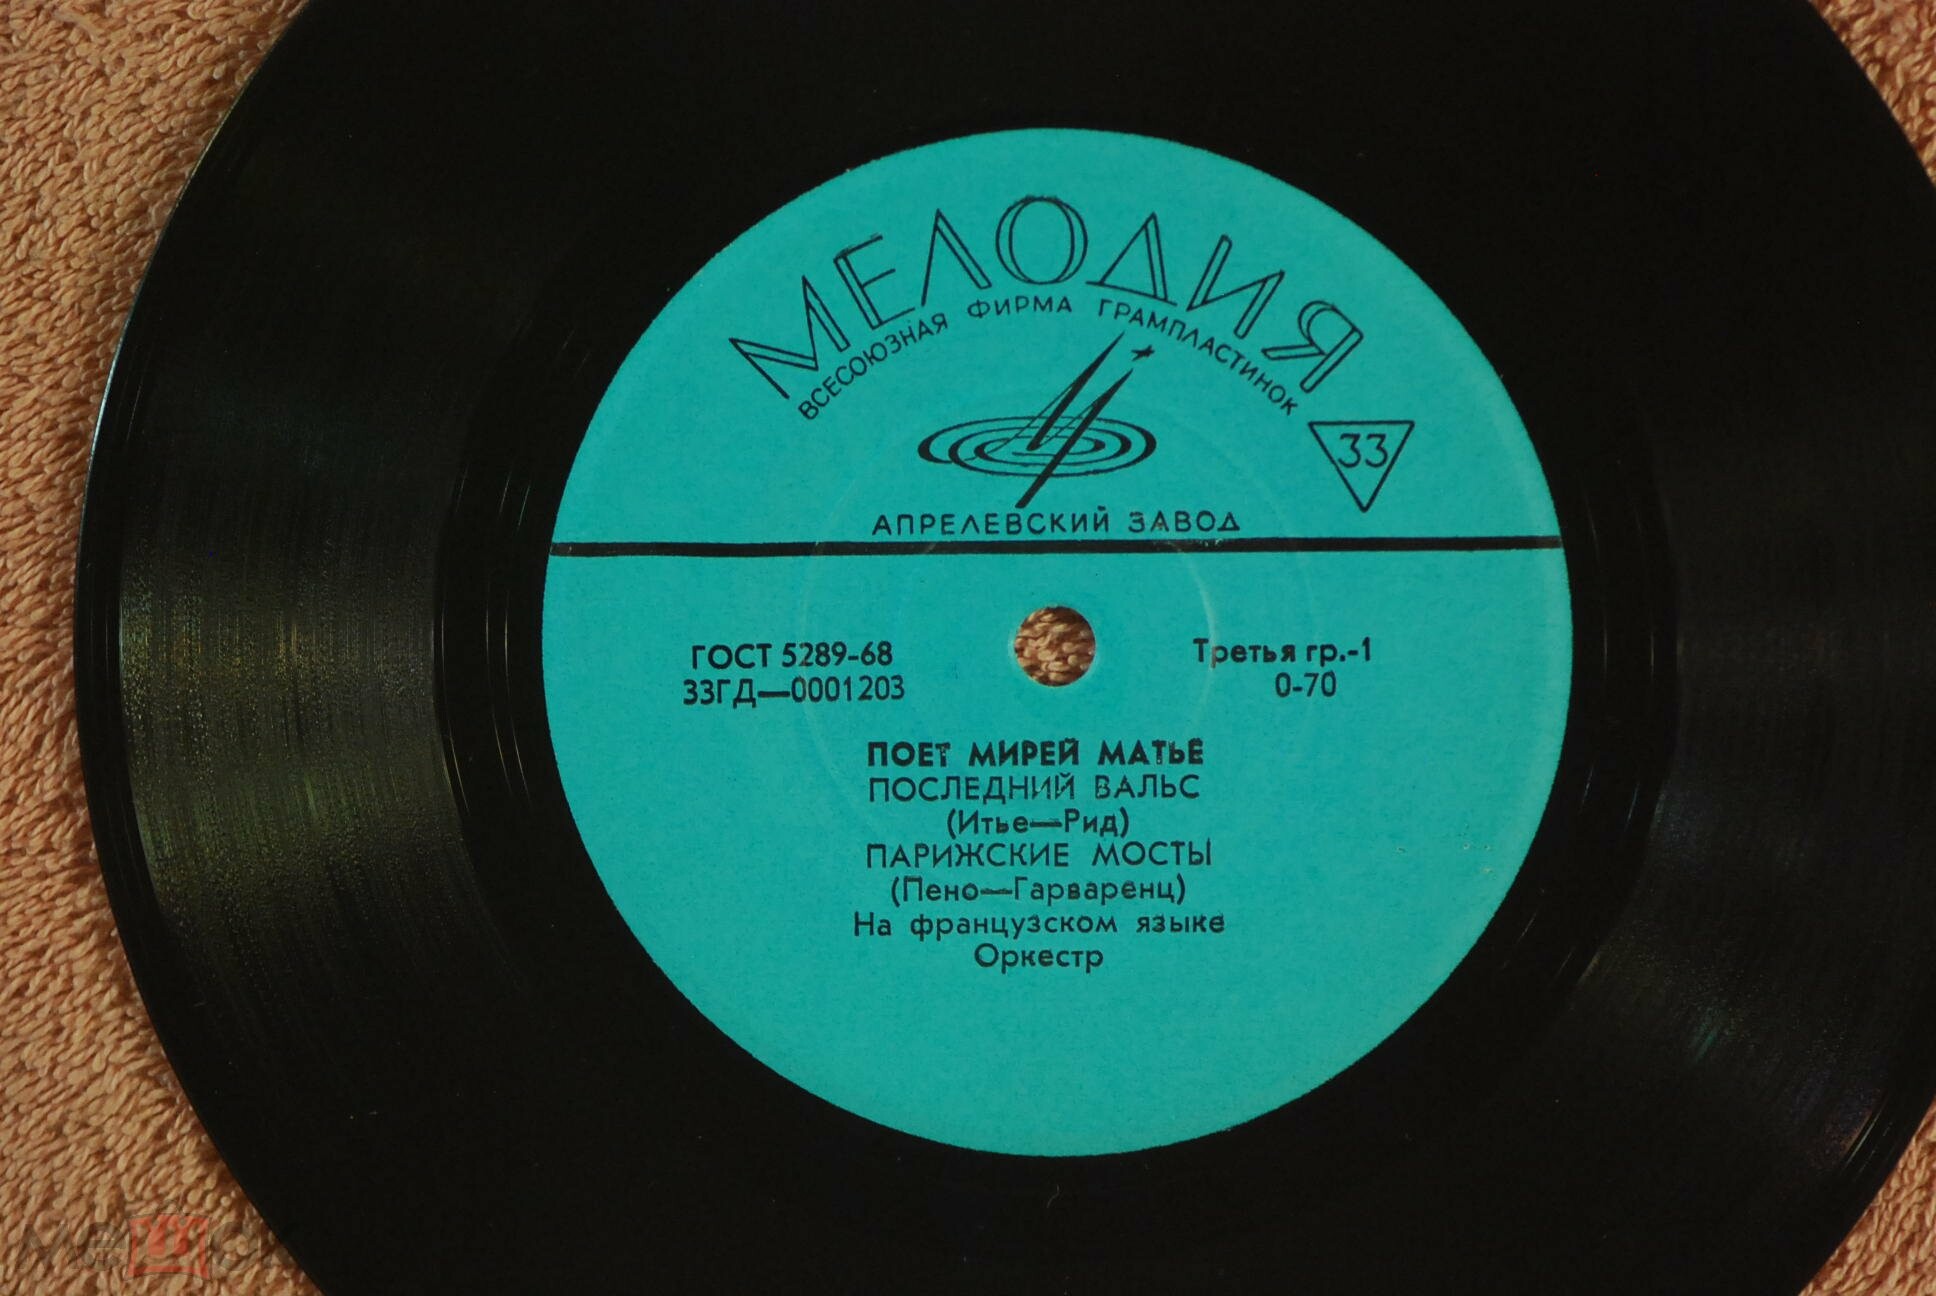 МЕЛОДИЯ
ВСЕСОЮЗНАЯ ФИРМА ГРАМПЛАСТИНОК
33
АПРЕЛЕВСКИЙ ЗАВОД
ГОСТ 5289-68
33ГД—0001203
Третья гр.-1
0-70
ПОЕТ МИРЕЙ МАТЬЕ
ПОСЛЕДНИЙ ВАЛЬС
(Итье—Рид)
ПАРИЖСКИЕ МОСТЫ
(Пено—Гарваренц)
На французском языке
Оркестр
мешок